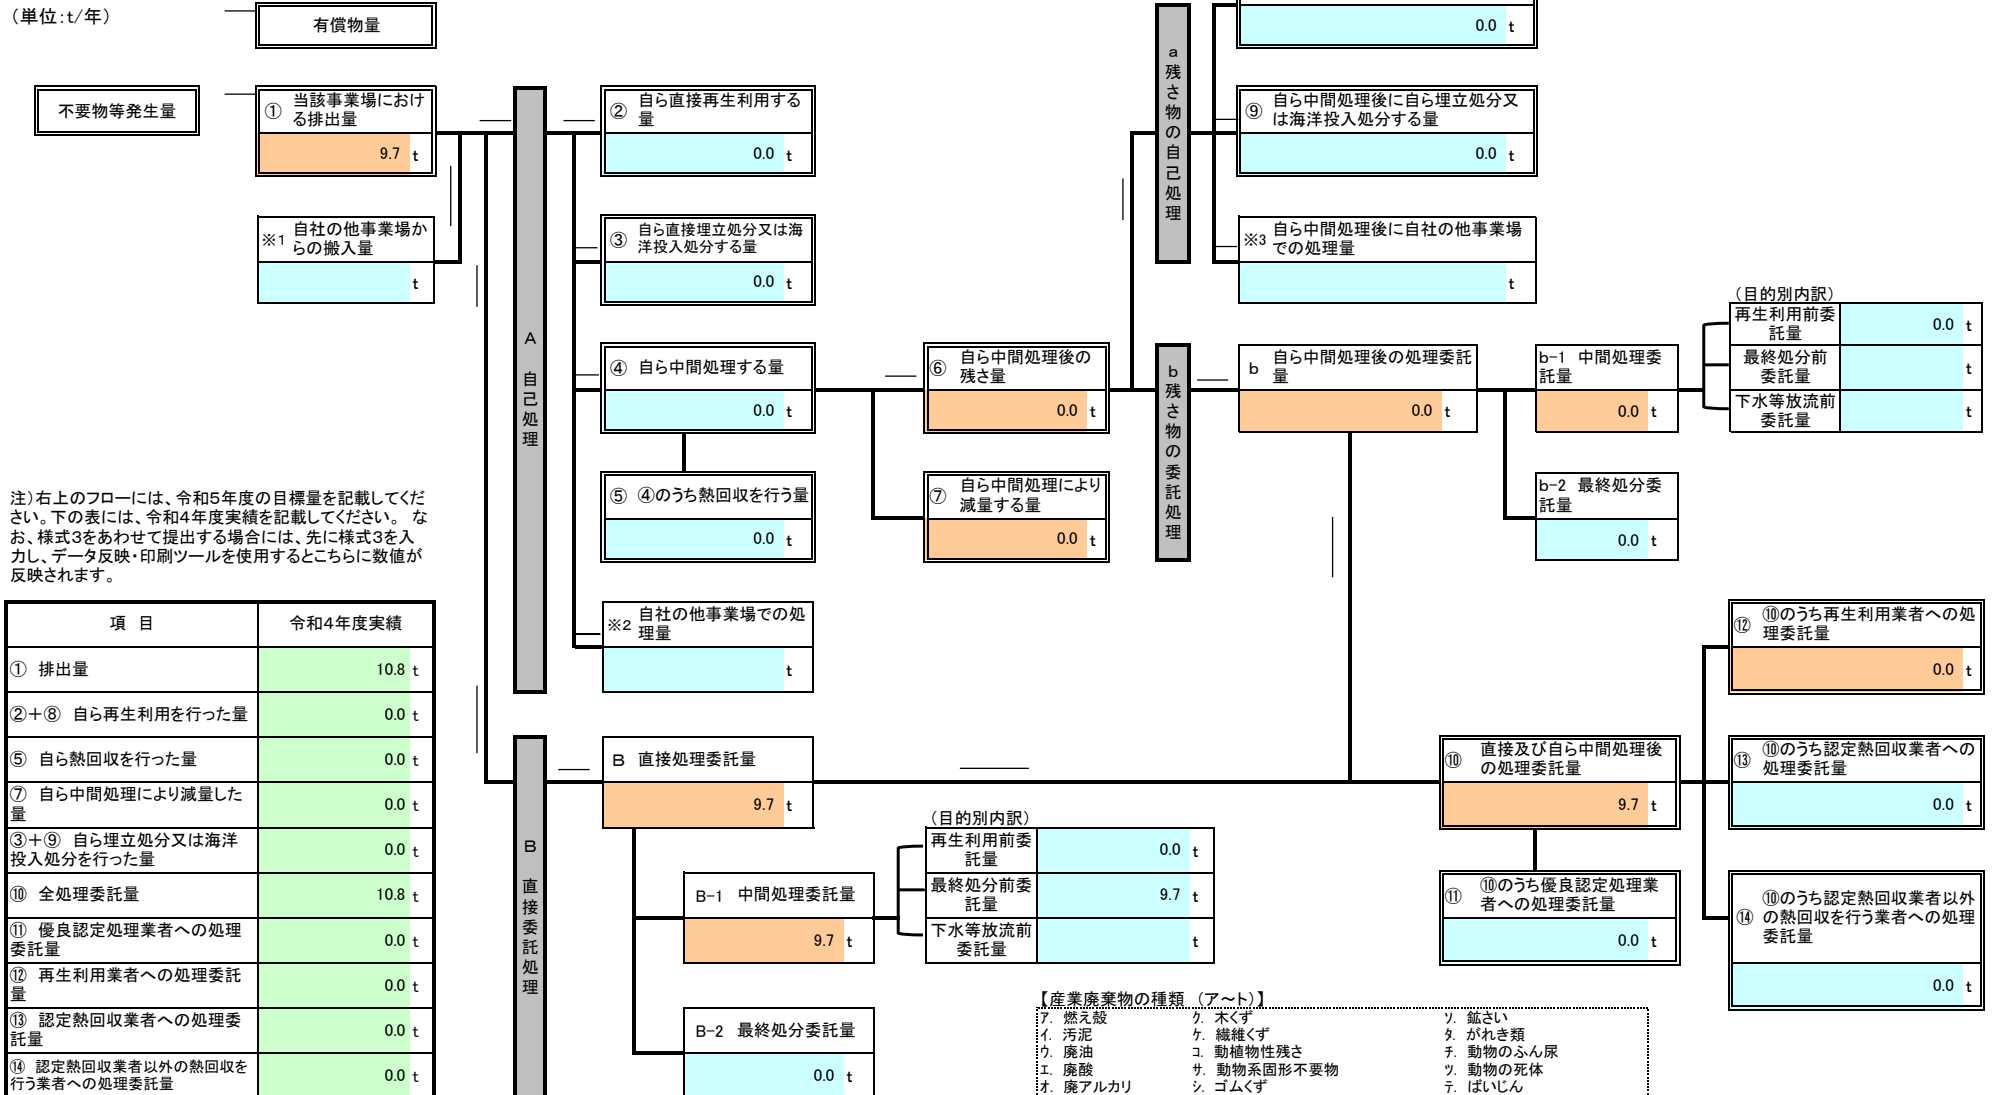 （単位：t/年）
有償物量
0.0 t
不要物等発生量
① 当該事業場におけ
る排出量
9.7 t
② 自ら直接再生利用する
量
0.0 t
a 残さ物の自己処理
⑨ 自ら中間処理後に自ら埋立処分又
は海洋投入処分する量
0.0 t
※1 自社の他事業場か
らの搬入量
t
③ 自ら直接埋立処分又は海
洋投入処分する量
0.0 t
※3 自ら中間処理後に自社の他事業場
での処理量
t
A 自己処理
④ 自ら中間処理する量
0.0 t
⑥ 自ら中間処理後の
残さ量
0.0 t
b 残さ物の委託処理
b 自ら中間処理後の処理委託
量
0.0 t
b-1 中間処理委
託量
0.0 t
（目的別内訳）
再生利用前委
託量
0.0 t
最終処分前
委託量
t
下水等放流前
委託量
t
⑤ ④のうち熱回収を行う量
0.0 t
⑦ 自ら中間処理により
減量する量
0.0 t
b-2 最終処分委
託量
0.0 t
注）右上のフローには、令和５年度の目標量を記載してくだ
さい。下の表には、令和４年度実績を記載してください。 な
お、様式３をあわせて提出する場合には、先に様式３を入
力し、データ反映・印刷ツールを使用するとこちらに数値が
反映されます。
※2 自社の他事業場での処
理量
t
項 目 令和４年度実績
① 排出量 10.8 t
②＋⑧ 自ら再生利用を行った量 0.0 t
⑤ 自ら熱回収を行った量 0.0 t
⑦ 自ら中間処理により減量した
量 0.0 t
③＋⑨ 自ら埋立処分又は海洋
投入処分を行った量 0.0 t
⑩ 全処理委託量 10.8 t
⑪ 優良認定処理業者への処理
委託量 0.0 t
⑫ 再生利用業者への処理委託
量 0.0 t
⑬ 認定熱回収業者への処理委
託量 0.0 t
⑭ 認定熱回収業者以外の熱回収を
行う業者への処理委託量 0.0 t
B 直接委託処理
B 直接処理委託量
9.7 t
B-1 中間処理委託量
9.7 t
（目的別内訳）
再生利用前委
託量
0.0 t
最終処分前委
託量
9.7 t
下水等放流前
委託量
t
B-2 最終処分委託量
0.0 t
⑩ 直接及び自ら中間処理後
の処理委託量
9.7 t
⑪ ⑩のうち優良認定処理業
者への処理委託量
0.0 t
⑫ ⑩のうち再生利用業者への処
理委託量
0.0 t
⑬ ⑩のうち認定熱回収業者への
処理委託量
0.0 t
⑭ ⑩のうち認定熱回収業者以外
の熱回収を行う業者への処理
委託量
0.0 t
【産業廃棄物の種類 （ア～ト）】
ア. 燃え殻 ク. 木くず ソ. 鉱さい
イ. 汚泥 ケ. 繊維くず タ. がれき類
ウ. 廃油 コ. 動植物性残さ チ. 動物のふん尿
エ. 廃酸 サ. 動物系固形不要物 ツ. 動物の死体
オ. 廃アルカリ シ. ゴムくず テ. ばいじん